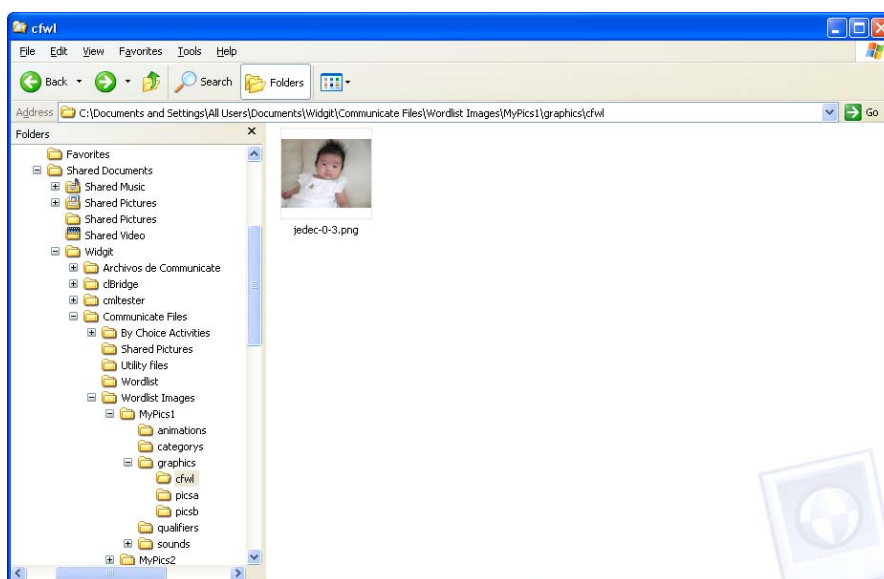 cfwl
File Edit View Favorites Tools Help
Back Search Folders
Address C:\Documents and Settings\All Users\Documents\Widgit\Communicate Files\Wordlist Images\MyPics1\graphics\cfwl Go
Folders
Favorites
Shared Documents
Shared Music
Shared Pictures
Shared Pictures
Shared Video
Widgit
Archivos de Communicate
clBridge
cmltester
Communicate Files
By Choice Activities
Shared Pictures
Utility files
Wordlist
Wordlist Images
MyPics1
animations
categorys
graphics
cfwl
picsa
picsb
qualifiers
sounds
MyPics2
jedec-0-3.png